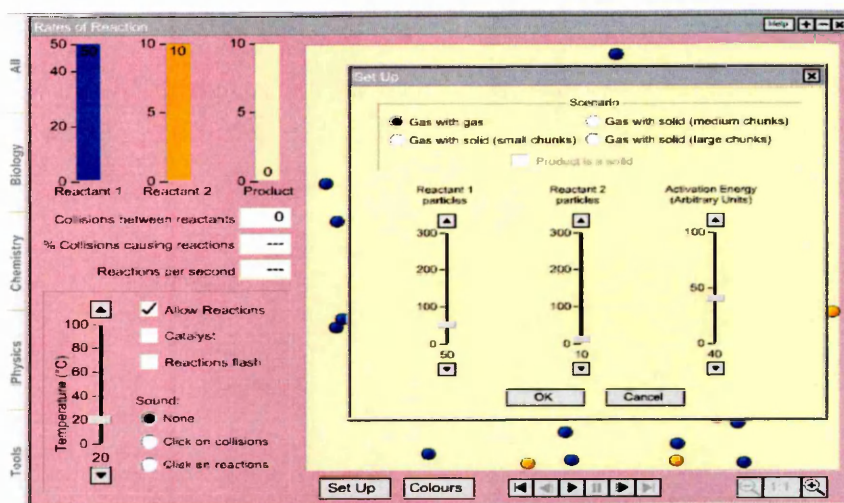 Rates of Reaction
Help
All
Biology
Chemistry
Physics
Tools
50 10 10
50 10
40
20 5 5
0 0 0 0
Reactant 1 Reactant 2 Product
Collisions between reactants 0
% Collisions causing reactions ---
Reactions per second ---
Temperature (°C)
100
80
60
40
20
0
20
Allow Reactions
Catalyst
Reactions flash
Sound:
None
Click on collisions
Click on reactions
Set Up
Scenario
Gas with gas Gas with solid (medium chunks)
Gas with solid (small chunks) Gas with solid (large chunks)
Product is a solid
Reactant 1 particles
300
200
100
0
50
Reactant 2 particles
300
200
100
0
10
Activation Energy (Arbitrary Units)
100
50
0
40
OK Cancel
Set Up Colours
1:1